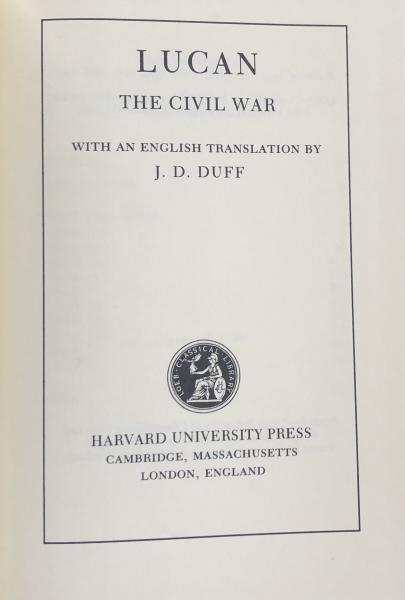 LUCAN
THE CIVIL WAR
WITH AN ENGLISH TRANSLATION BY
J. D. DUFF
LOEB CLASSICAL LIBRARY
HARVARD UNIVERSITY PRESS
CAMBRIDGE, MASSACHUSETTS
LONDON, ENGLAND